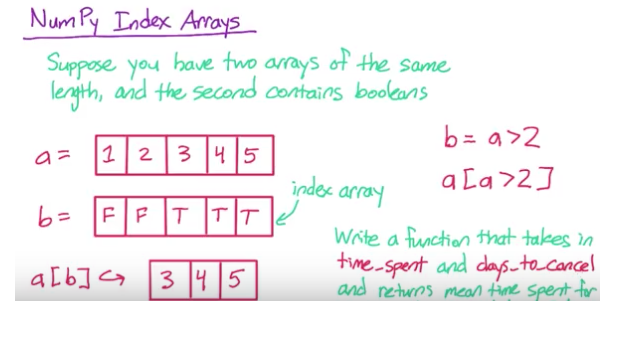 NumPy Index Arrays
Suppose you have two arrays of the same
length, and the second contains booleans
a = 1 2 3 4 5
b = F F T T T
index array
a[b] ↪ 3 4 5
b = a>2
a[a>2]
Write a function that takes in
time_spent and days_to_cancel
and returns mean time spent for